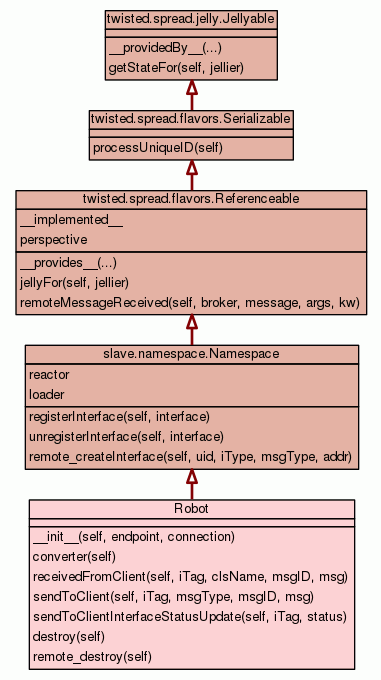 twisted.spread.jelly.Jellyable
__providedBy__(...)
getStateFor(self, jellier)
twisted.spread.flavors.Serializable
processUniqueID(self)
twisted.spread.flavors.Referenceable
__implemented__
perspective
__provides__(...)
jellyFor(self, jellier)
remoteMessageReceived(self, broker, message, args, kw)
slave.namespace.Namespace
reactor
loader
registerInterface(self, interface)
unregisterInterface(self, interface)
remote_createInterface(self, uid, iType, msgType, addr)
Robot
__init__(self, endpoint, connection)
converter(self)
receivedFromClient(self, iTag, clsName, msgID, msg)
sendToClient(self, iTag, msgType, msgID, msg)
sendToClientInterfaceStatusUpdate(self, iTag, status)
destroy(self)
remote_destroy(self)